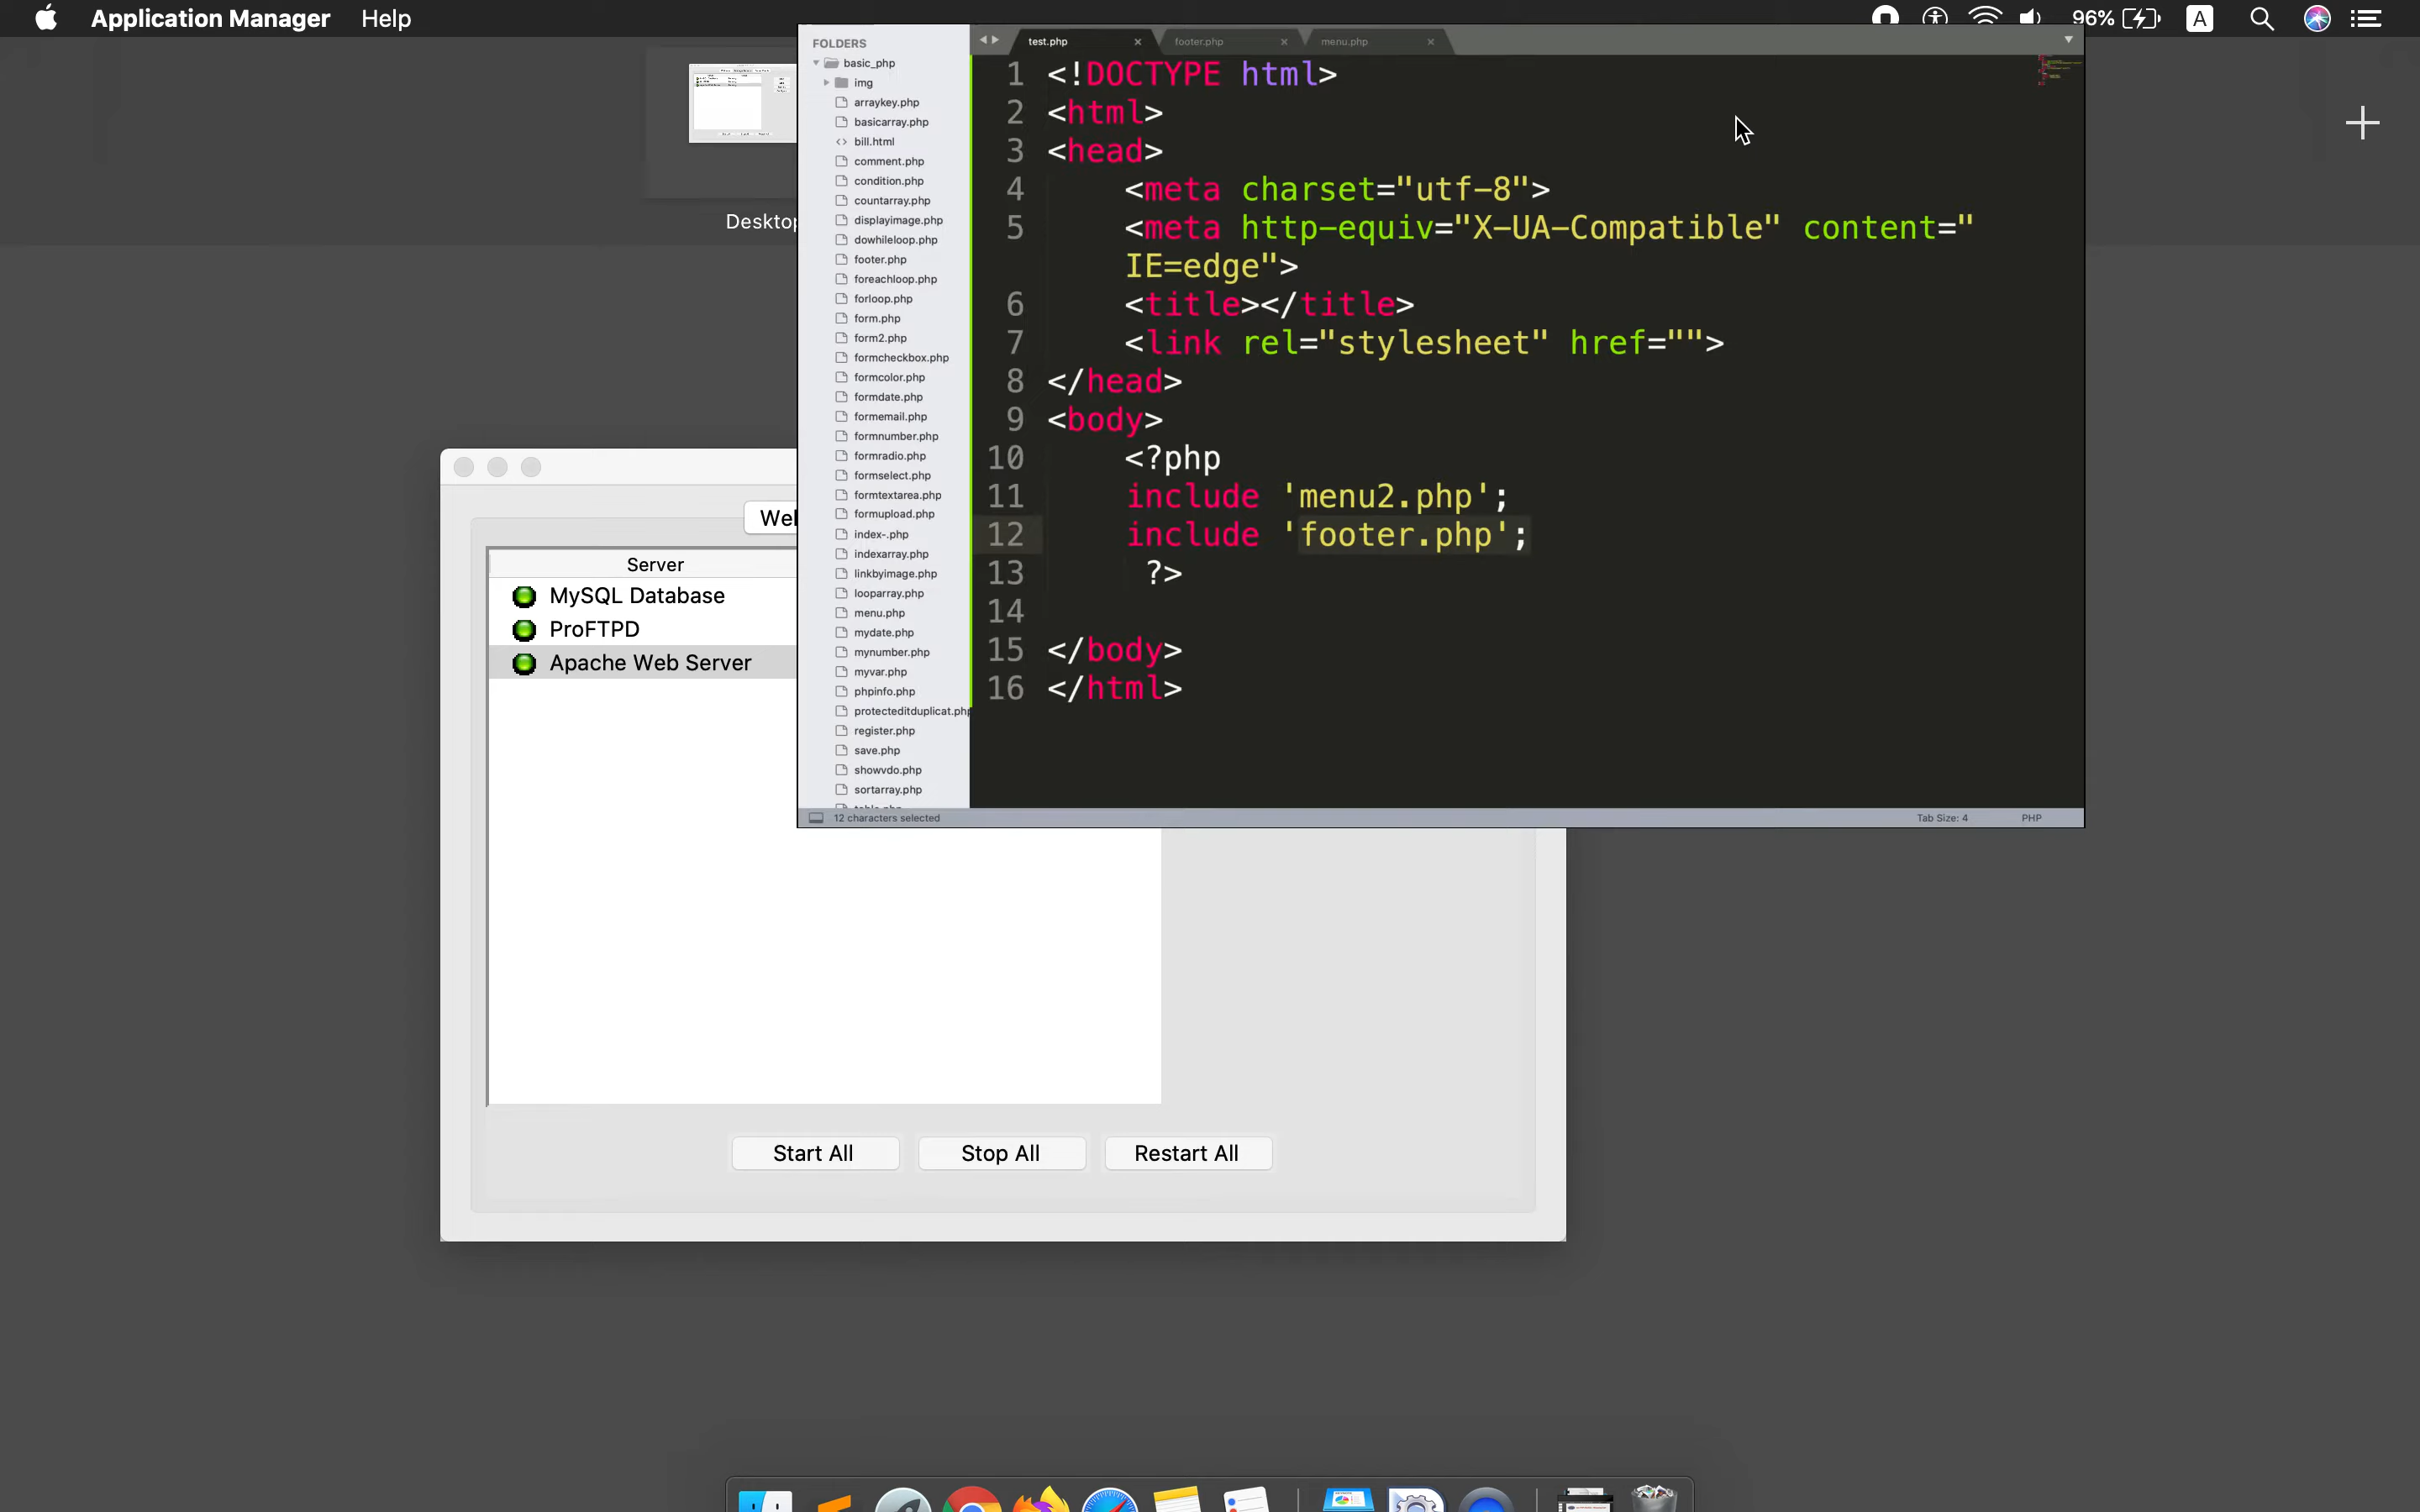 Application Manager Help
96% A
Desktop
FOLDERS
basic_php
img
arraykey.php
basicarray.php
<> bill.html
comment.php
condition.php
countarray.php
displayimage.php
dowhileloop.php
footer.php
foreachloop.php
forloop.php
form.php
form2.php
formcheckbox.php
formcolor.php
formdate.php
formemail.php
formnumber.php
formradio.php
formselect.php
formtextarea.php
formupload.php
index-.php
indexarray.php
linkbyimage.php
looparray.php
menu.php
mydate.php
mynumber.php
myvar.php
phpinfo.php
protecteditduplicat.php
register.php
save.php
showvdo.php
sortarray.php
test.php footer.php menu.php
1 <!DOCTYPE html>
2 <html>
3 <head>
4 <meta charset="utf-8">
5 <meta http-equiv="X-UA-Compatible" content="
IE=edge">
6 <title></title>
7 <link rel="stylesheet" href="">
8 </head>
9 <body>
10 <?php
11 include 'menu2.php';
12 include 'footer.php';
13 ?>
14
15 </body>
16 </html>
12 characters selected Tab Size: 4 PHP
Wel
Server
MySQL Database
ProFTPD
Apache Web Server
Start All Stop All Restart All